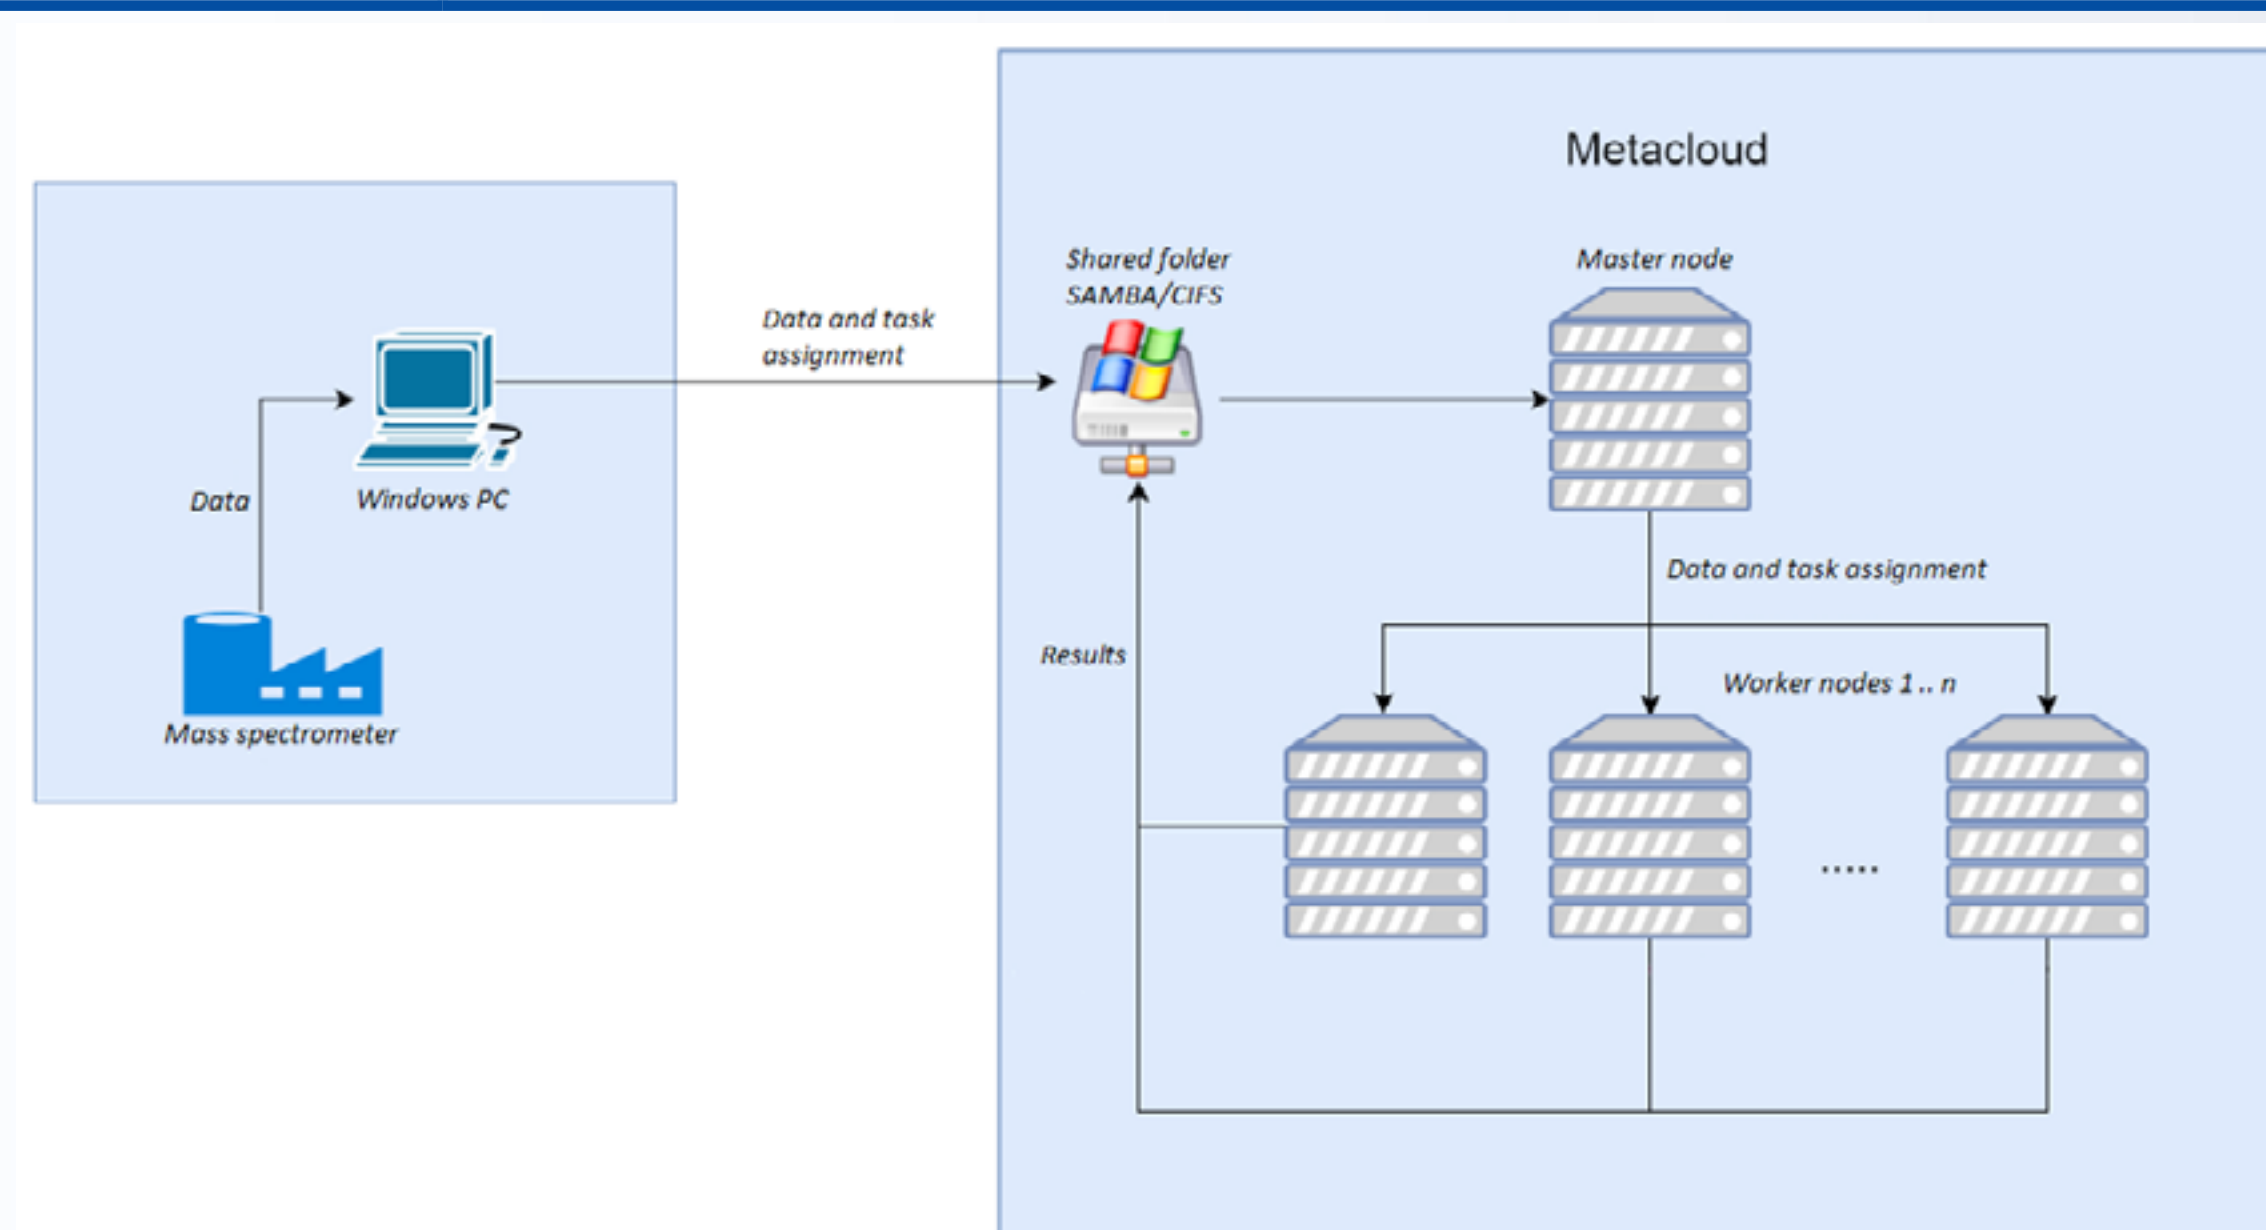 Metacloud
Shared folder
SAMBA/CIFS
Master node
Data and task
assignment
Data
Windows PC
Data and task assignment
Results
Worker nodes 1 .. n
Mass spectrometer
.....